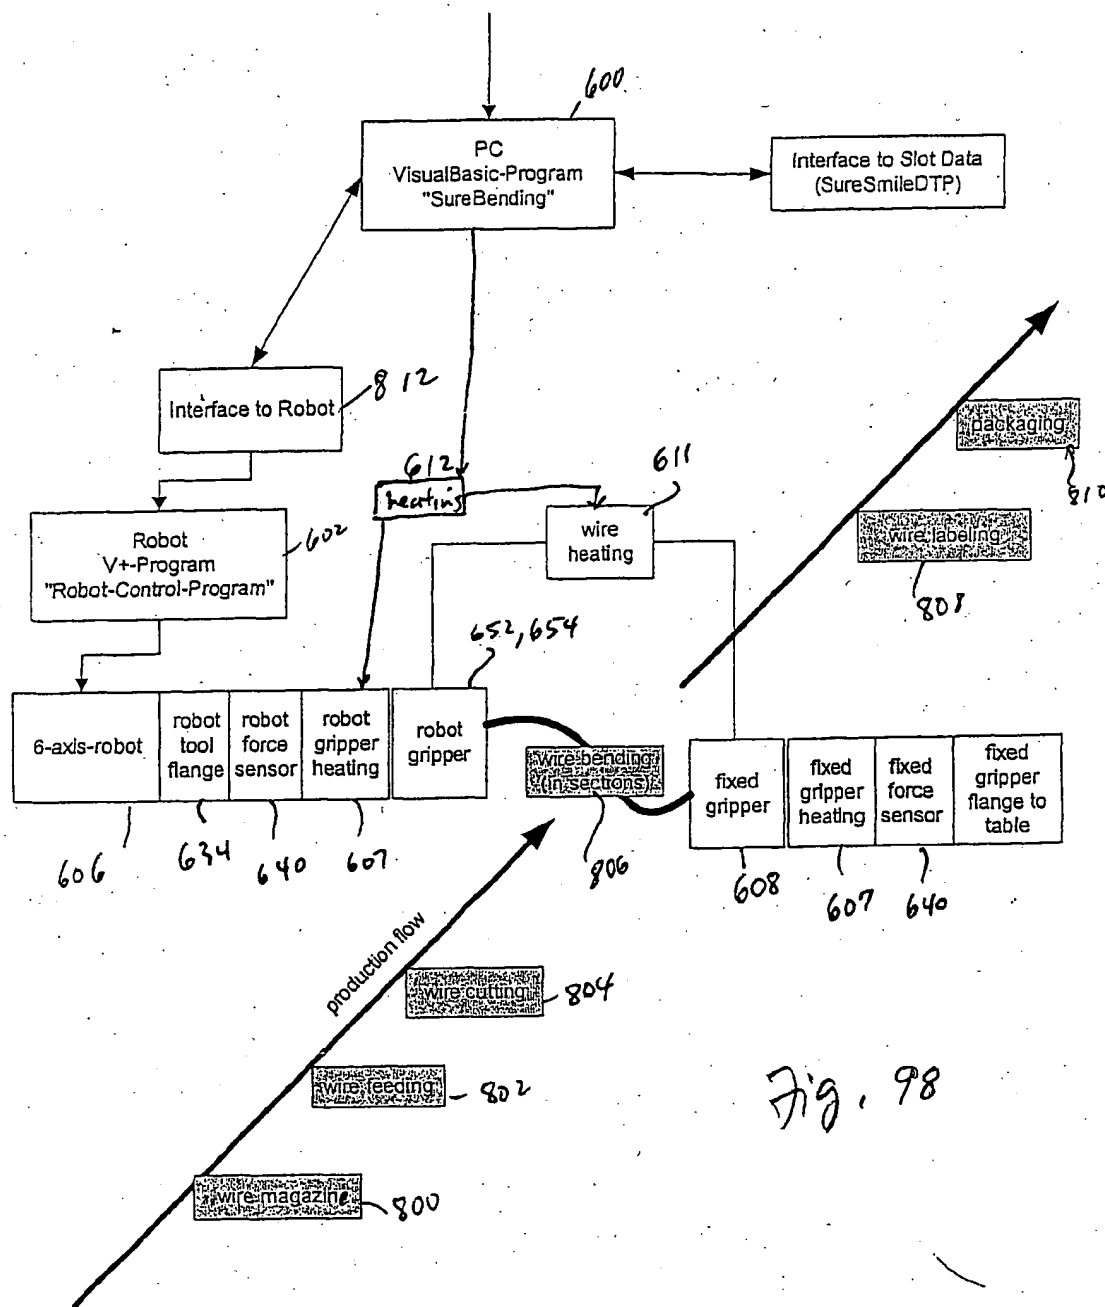 600
PC
VisualBasic-Program
"SureBending"
Interface to Slot Data
(SureSmileDTP)
812
Interface to Robot
packaging
810
612
heating
611
wire
heating
wire labeling
808
602
Robot
V+-Program
"Robot-Control-Program"
652, 654
6-axis-robot
robot
tool
flange
robot
force
sensor
robot
gripper
heating
robot
gripper
wire bending
(in sections)
fixed
gripper
fixed
gripper
heating
fixed
force
sensor
fixed
gripper
flange to
table
606
634
640
607
806
608
607
640
production flow
wire cutting
804
wire feeding
802
wire magazine
800
Fig. 98